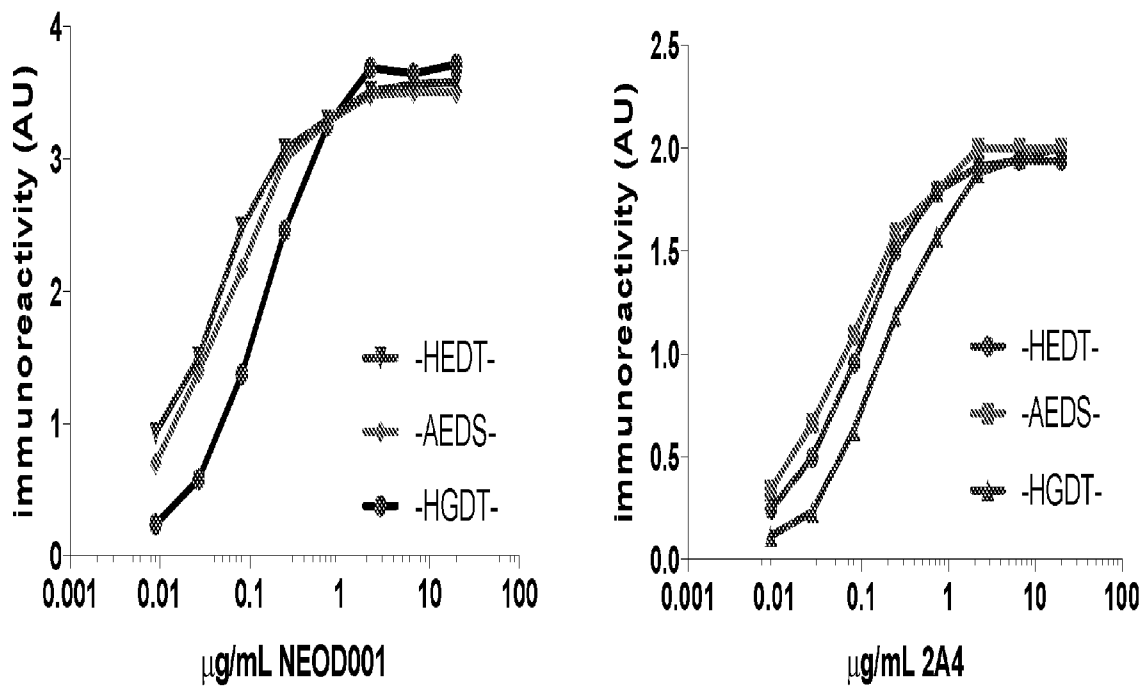 4
3
2
1
0
immunoreactivity (AU)
0.001
0.01
0.1
1
10
100
μg/mL NEOD001
-HEDT-
-AEDS-
-HGDT-
2.5
2.0
1.5
1.0
0.5
0.0
immunoreactivity (AU)
0.001
0.01
0.1
1
10
100
μg/mL 2A4
-HEDT-
-AEDS-
-HGDT-